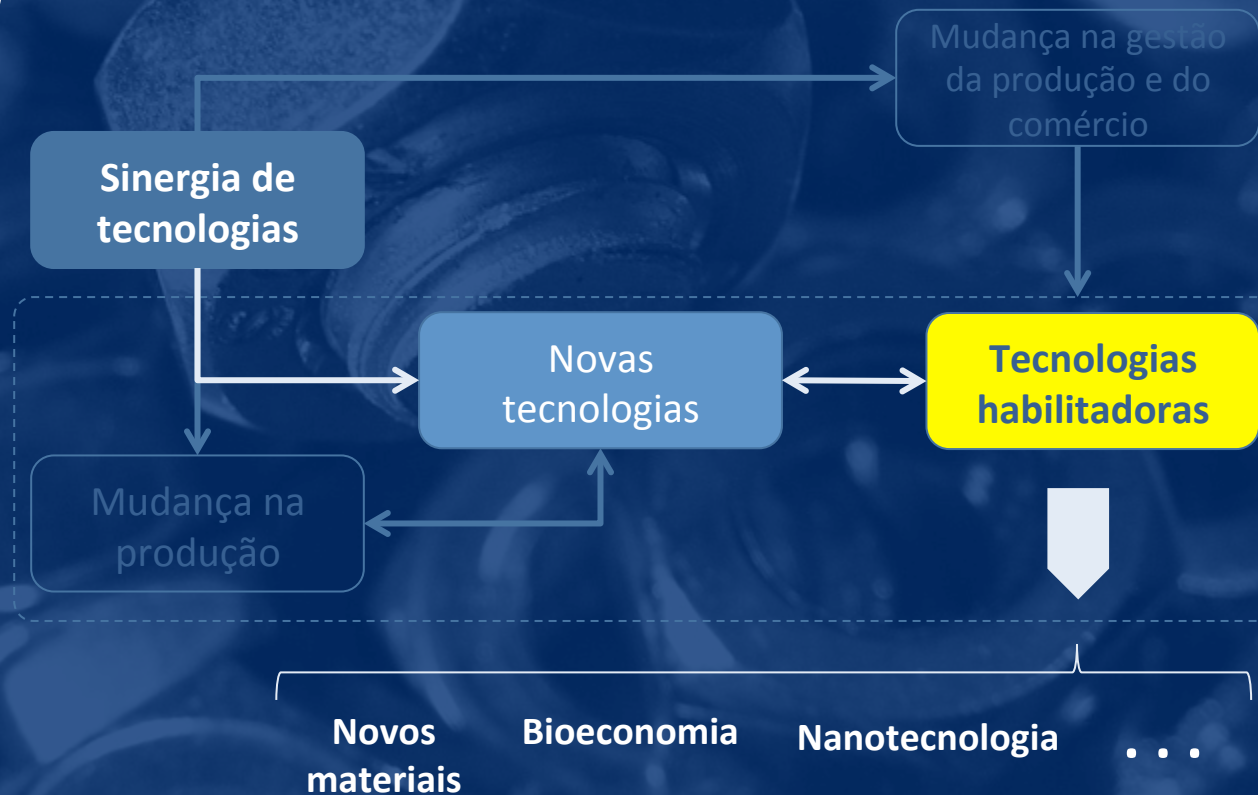 Mudança na gestão
da produção e do
comércio
Sinergia de
tecnologias
Novas
tecnologias
Tecnologias
habilitadoras
Mudança na
produção
Novos
materiais
Bioeconomia
Nanotecnologia
. . .